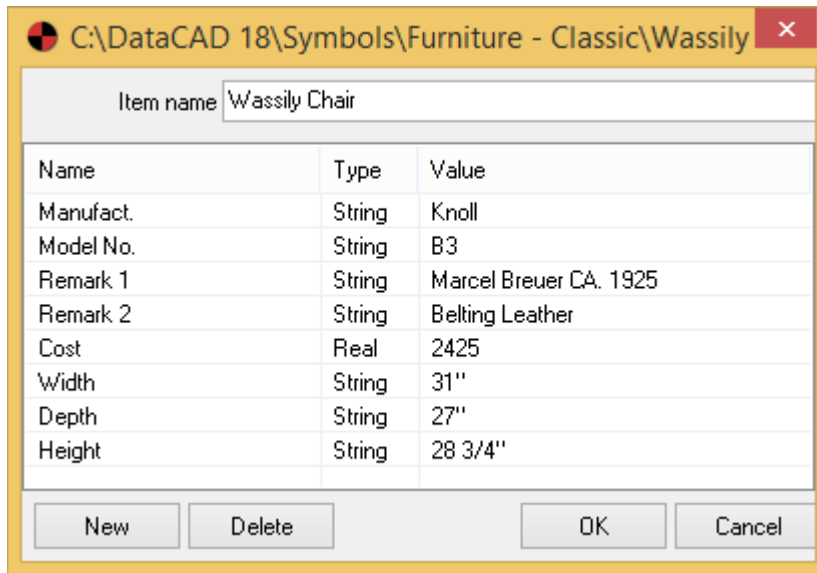 C:\DataCAD 18\Symbols\Furniture - Classic\Wassily
Item name Wassily Chair
Name Type Value
Manufact. String Knoll
Model No. String B3
Remark 1 String Marcel Breuer CA. 1925
Remark 2 String Belting Leather
Cost Real 2425
Width String 31"
Depth String 27"
Height String 28 3/4"
New Delete OK Cancel